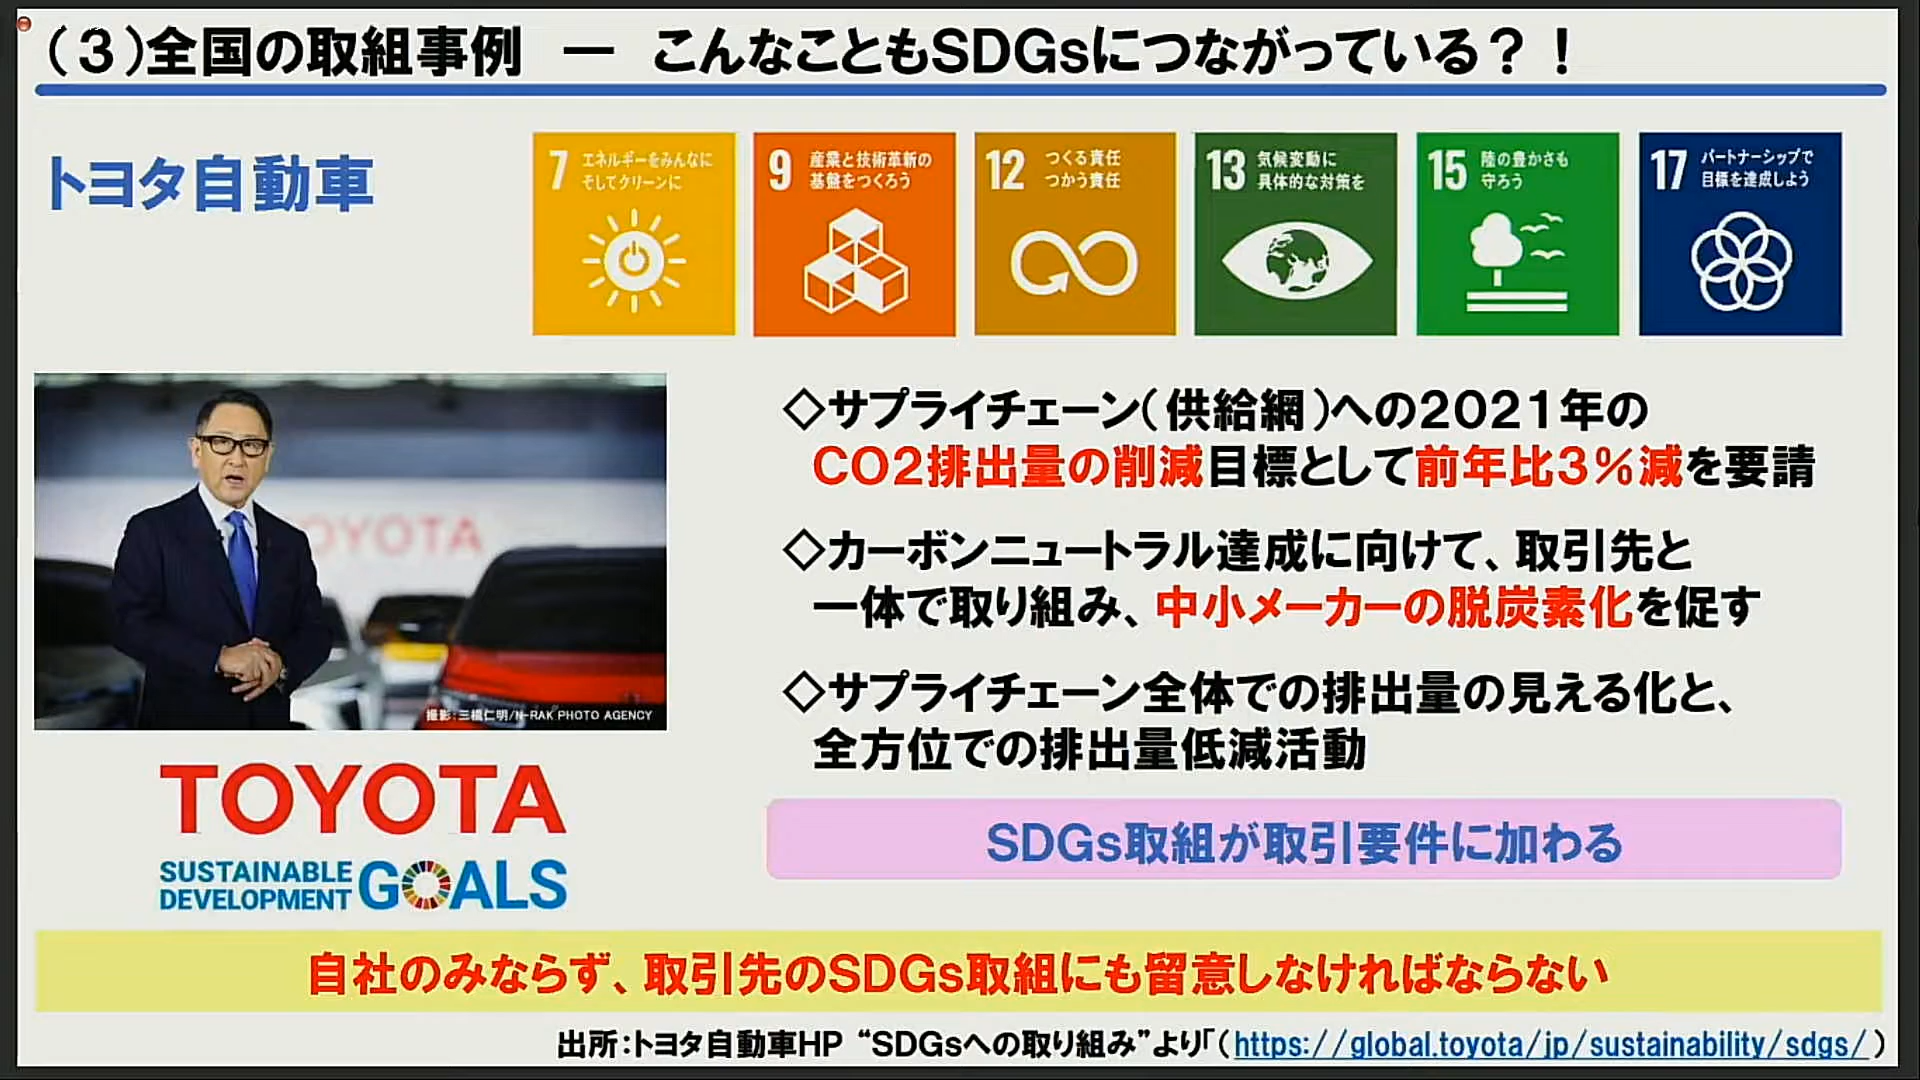 （３）全国の取組事例　―　こんなこともSDGsにつながっている？！
トヨタ自動車
7 エネルギーをみんなに
そしてクリーンに
9 産業と技術革新の
基盤をつくろう
12 つくる責任
つかう責任
13 気候変動に
具体的な対策を
15 陸の豊かさも
守ろう
17 パートナーシップで
目標を達成しよう
◇サプライチェーン（供給網）への２０２１年の
ＣＯ２排出量の削減目標として前年比３％減を要請
◇カーボンニュートラル達成に向けて、取引先と
一体で取り組み、中小メーカーの脱炭素化を促す
◇サプライチェーン全体での排出量の見える化と、
全方位での排出量低減活動
OYOTA
撮影：三橋仁明/N-RAK PHOTO AGENCY
TOYOTA
SUSTAINABLE
DEVELOPMENT GOALS
SDGs取組が取引要件に加わる
自社のみならず、取引先のSDGs取組にも留意しなければならない
出所：トヨタ自動車HP “SDGsへの取り組み”より「（https://global.toyota/jp/sustainability/sdgs/）